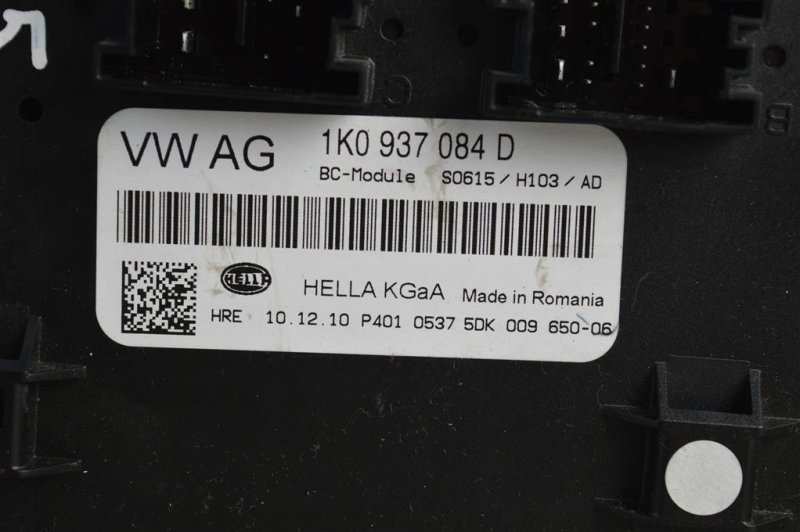 VW AG 1K0 937 084 D
BC-Module S0615/H103/AD
HELLA
HELLA KGaA Made in Romania
HRE 10.12.10 P401 0537 5DK 009 650-06
C
B